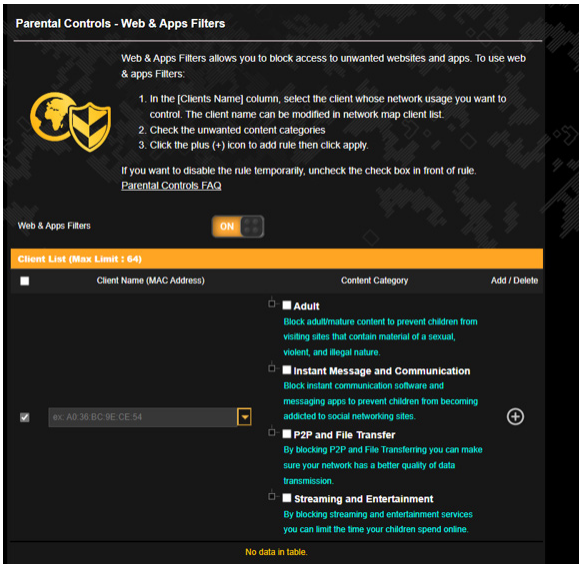 Parental Controls - Web & Apps Filters
Web & Apps Filters allows you to block access to unwanted websites and apps. To use web
& apps Filters:
1. In the [Clients Name] column, select the client whose network usage you want to
control. The client name can be modified in network map client list.
2. Check the unwanted content categories
3. Click the plus (+) icon to add rule then click apply.
If you want to disable the rule temporarily, uncheck the check box in front of rule.
Parental Controls FAQ
Web & Apps Filters
ON
Client List (Max Limit : 64)
Client Name (MAC Address)
Content Category
Add / Delete
Adult
Block adult/mature content to prevent children from
visiting sites that contain material of a sexual,
violent, and illegal nature.
Instant Message and Communication
Block instant communication software and
messaging apps to prevent children from becoming
addicted to social networking sites.
ex: A0:36:BC:9E:CE:54
P2P and File Transfer
By blocking P2P and File Transferring you can make
sure your network has a better quality of data
transmission.
Streaming and Entertainment
By blocking streaming and entertainment services
you can limit the time your children spend online.
No data in table.